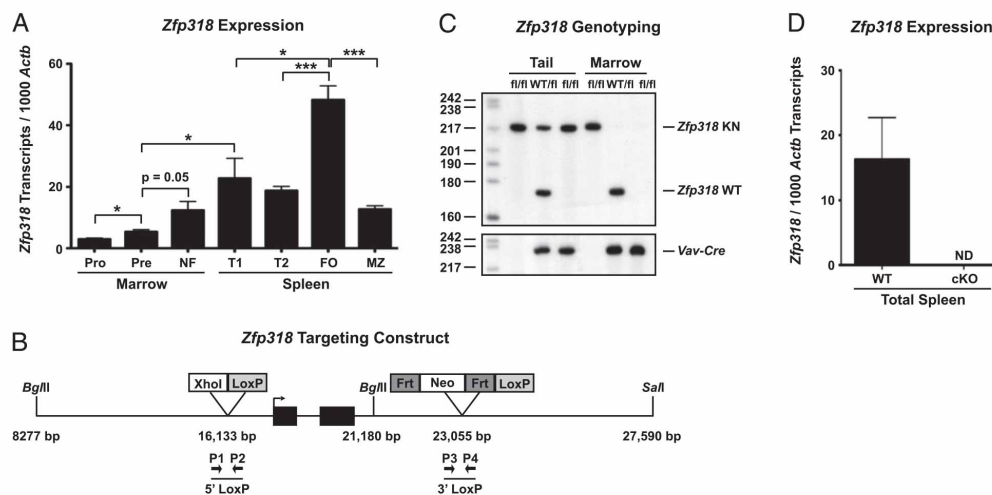 A
Zfp318 Expression
Zfp318 Transcripts / 1000 Actb
60
40
20
0
*
p = 0.05
*
*
***
***
Pro Pre NF T1 T2 FO MZ
Marrow Spleen
C
Zfp318 Genotyping
Tail Marrow
fl/fl WT/fl fl/fl fl/fl WT/fl fl/fl
242
238
217
201
190
180
160
Zfp318 KN
Zfp318 WT
242
238
217
Vav-Cre
D
Zfp318 Expression
Zfp318 / 1000 Actb Transcripts
30
20
10
0
ND
WT cKO
Total Spleen
B
Zfp318 Targeting Construct
BglII XhoI LoxP BglII Frt Neo Frt LoxP SalI
8277 bp 16,133 bp 21,180 bp 23,055 bp 27,590 bp
P1 P2 P3 P4
5' LoxP 3' LoxP